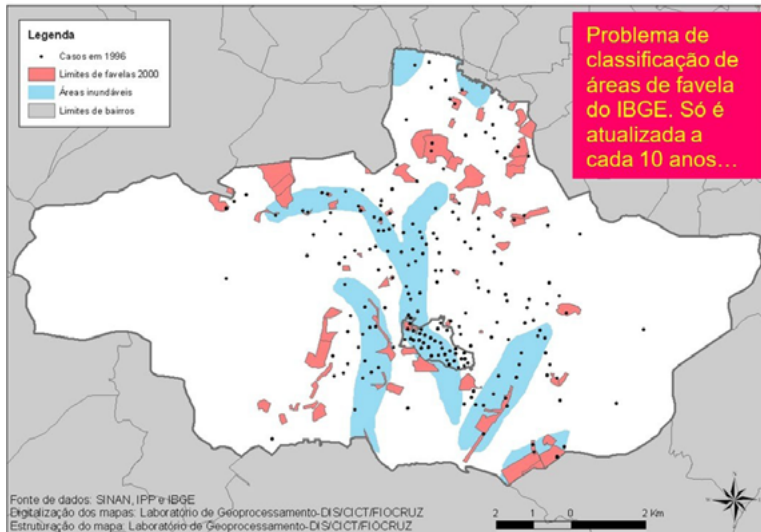 Legenda
Casos em 1996
Limites de favelas 2000
Áreas inundáveis
Limites de bairros
Problema de
classificação de
áreas de favela
do IBGE. Só é
atualizada a
cada 10 anos...
Fonte de dados: SINAN, IPP e IBGE
Digitalização dos mapas: Laboratório de Geoprocessamento-DIS/CICT/FIOCRUZ
Estruturação do mapa: Laboratório de Geoprocessamento-DIS/CICT/FIOCRUZ
2 1 0 2 Km